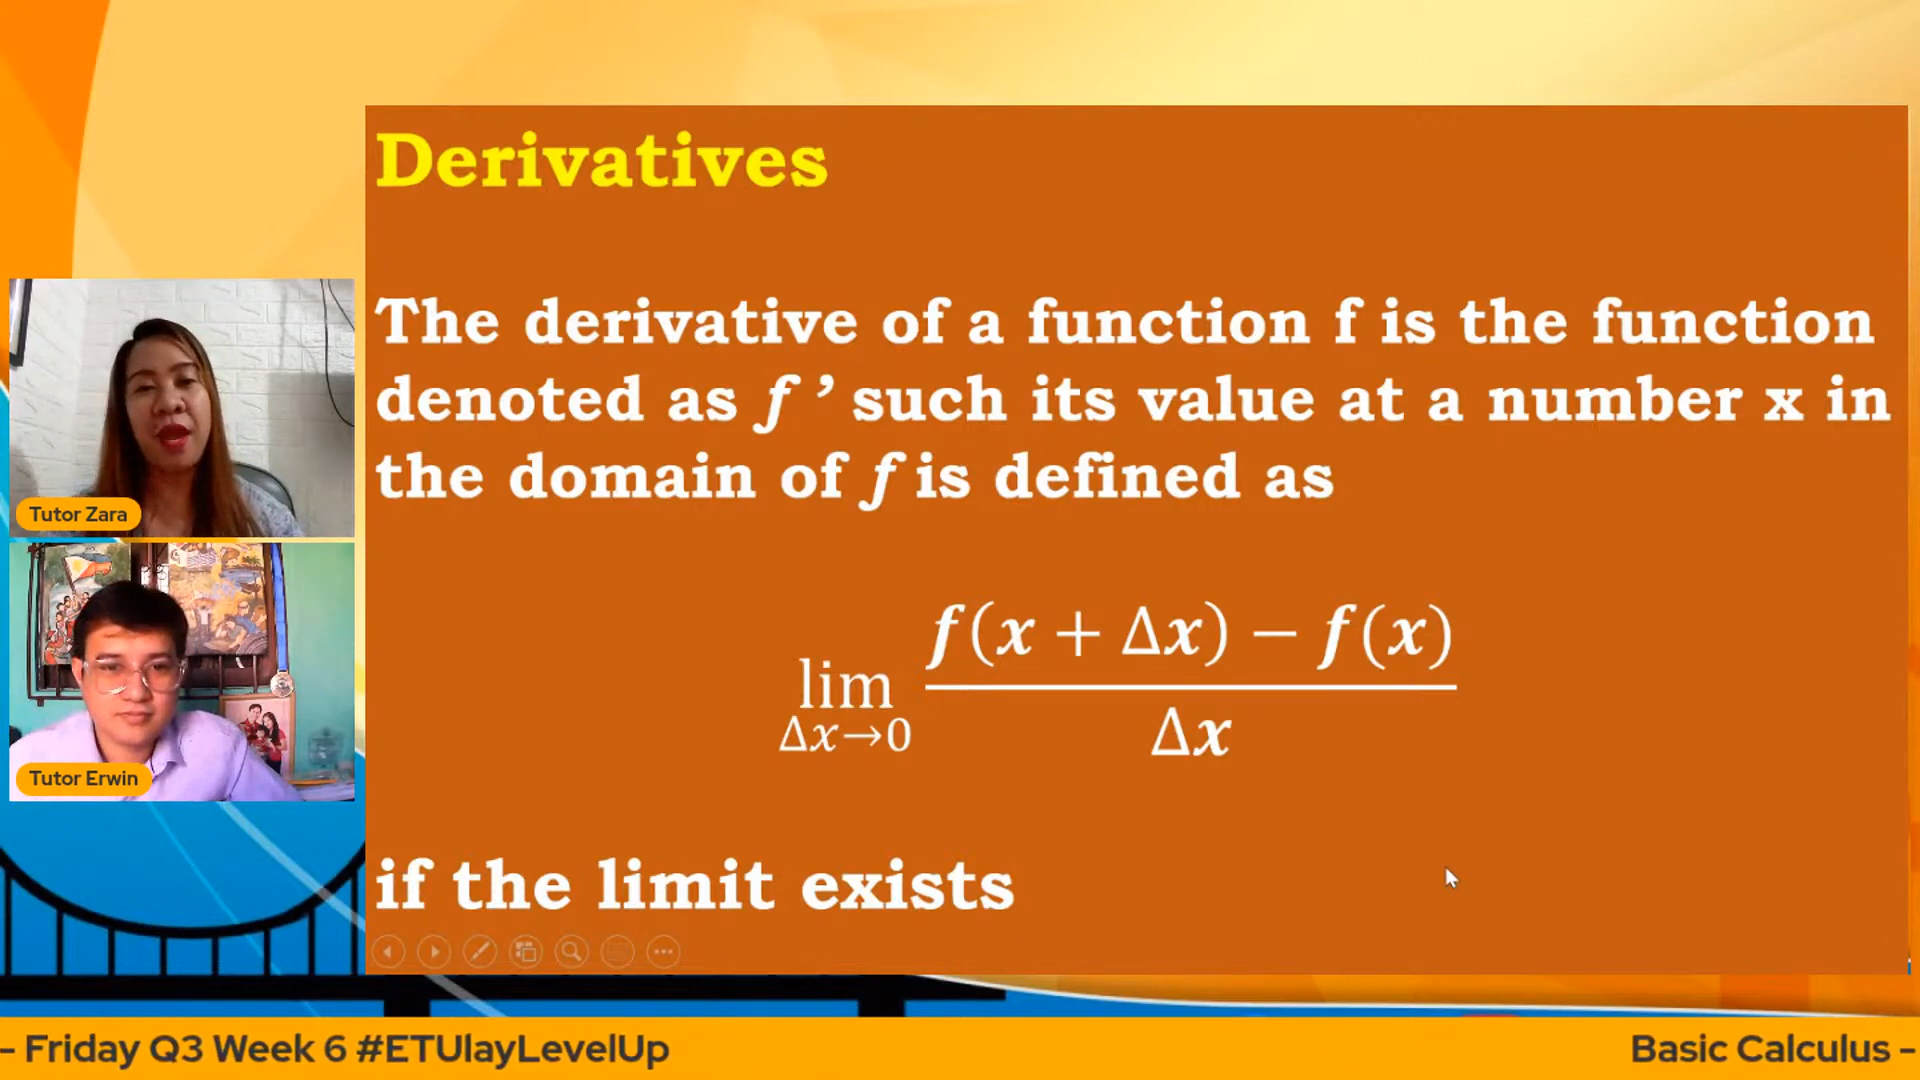 Derivatives
The derivative of a function f is the function
denoted as f ’ such its value at a number x in
the domain of f is defined as
lim Δx→0 f(x + Δx) − f(x) / Δx
if the limit exists
Tutor Zara
Tutor Erwin
– Friday Q3 Week 6 #ETUlayLevelUp
Basic Calculus –